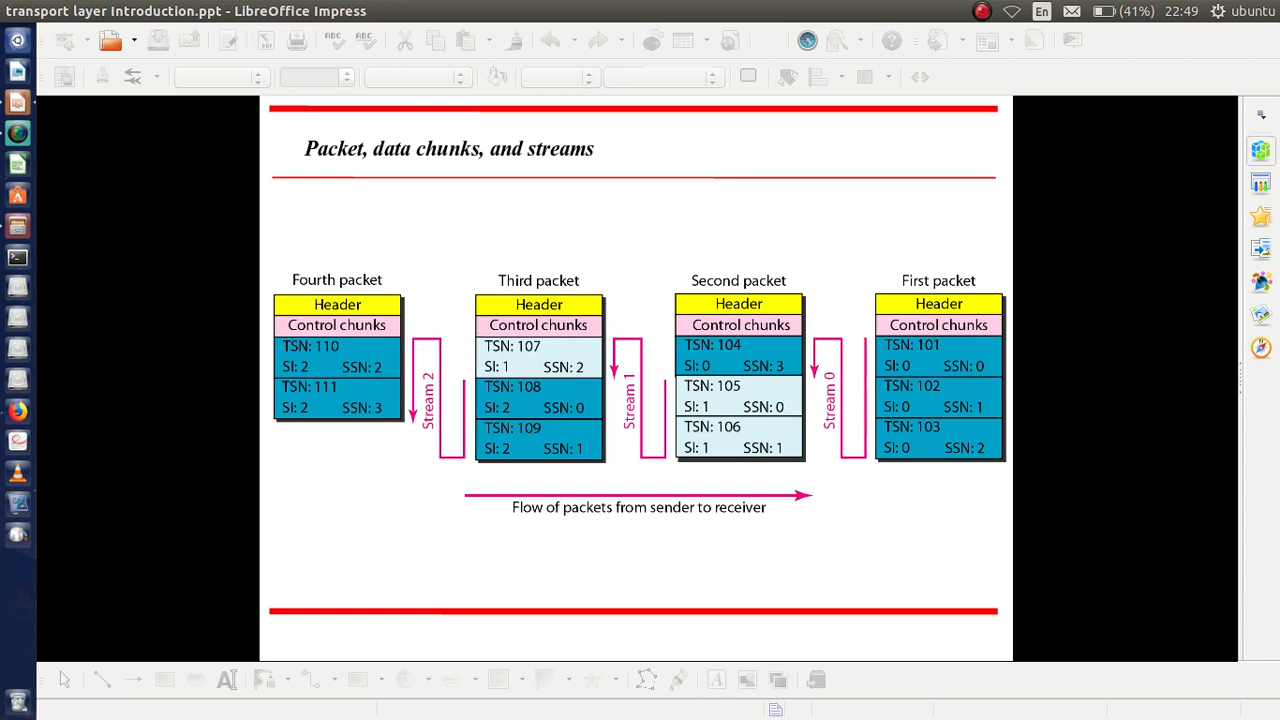 transport layer Introduction.ppt - LibreOffice Impress
En
(41%)
22:49
ubuntu
Packet, data chunks, and streams
Fourth packet
Header
Control chunks
TSN: 110
SI: 2 SSN: 2
TSN: 111
SI: 2 SSN: 3
Stream 2
Third packet
Header
Control chunks
TSN: 107
SI: 1 SSN: 2
TSN: 108
SI: 2 SSN: 0
TSN: 109
SI: 2 SSN: 1
Stream 1
Second packet
Header
Control chunks
TSN: 104
SI: 0 SSN: 3
TSN: 105
SI: 1 SSN: 0
TSN: 106
SI: 1 SSN: 1
Stream 0
First packet
Header
Control chunks
TSN: 101
SI: 0 SSN: 0
TSN: 102
SI: 0 SSN: 1
TSN: 103
SI: 0 SSN: 2
Flow of packets from sender to receiver